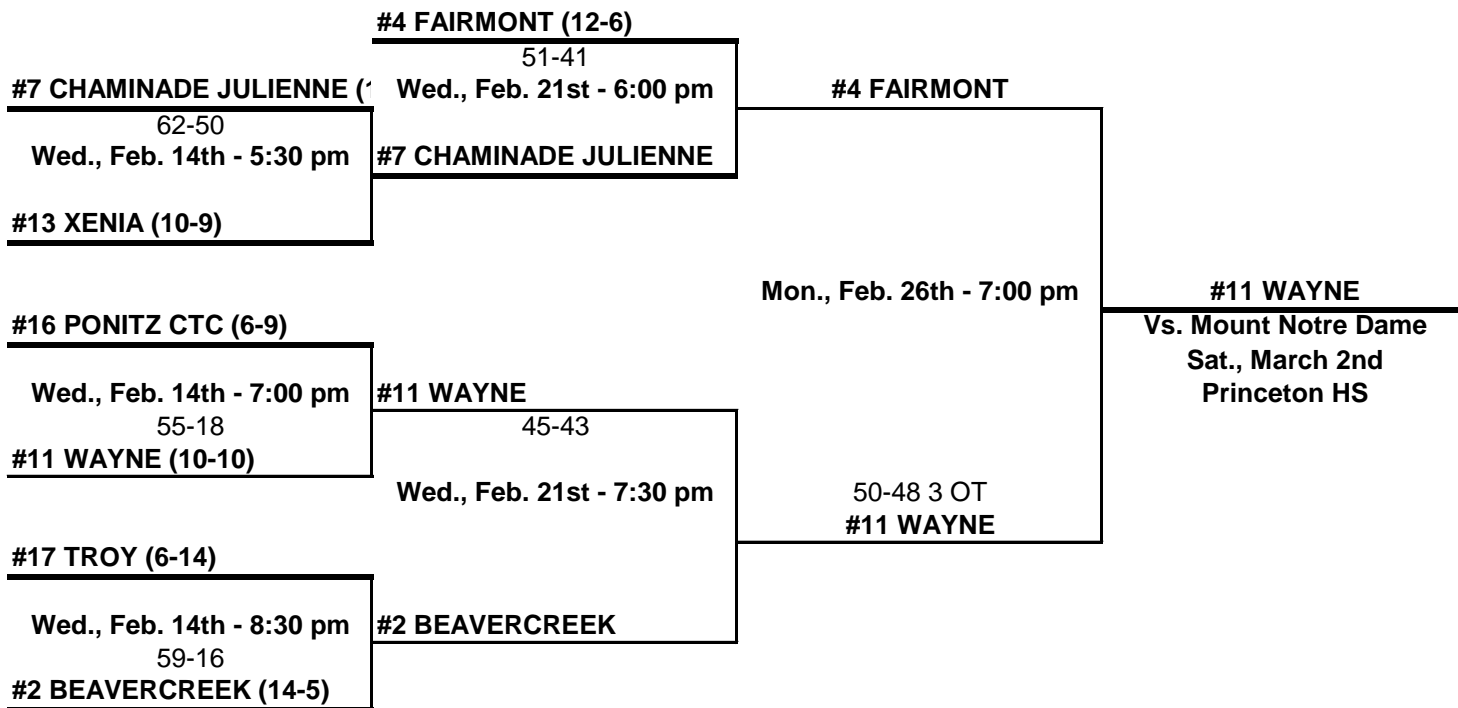 #4 FAIRMONT (12-6)
51-41
#7 CHAMINADE JULIENNE (1
Wed., Feb. 21st - 6:00 pm
#4 FAIRMONT
62-50
Wed., Feb. 14th - 5:30 pm
#7 CHAMINADE JULIENNE
#13 XENIA (10-9)
Mon., Feb. 26th - 7:00 pm
#11 WAYNE
#16 PONITZ CTC (6-9)
Vs. Mount Notre Dame
Sat., March 2nd
Princeton HS
Wed., Feb. 14th - 7:00 pm
#11 WAYNE
55-18
45-43
#11 WAYNE (10-10)
Wed., Feb. 21st - 7:30 pm
50-48 3 OT
#11 WAYNE
#17 TROY (6-14)
Wed., Feb. 14th - 8:30 pm
#2 BEAVERCREEK
59-16
#2 BEAVERCREEK (14-5)